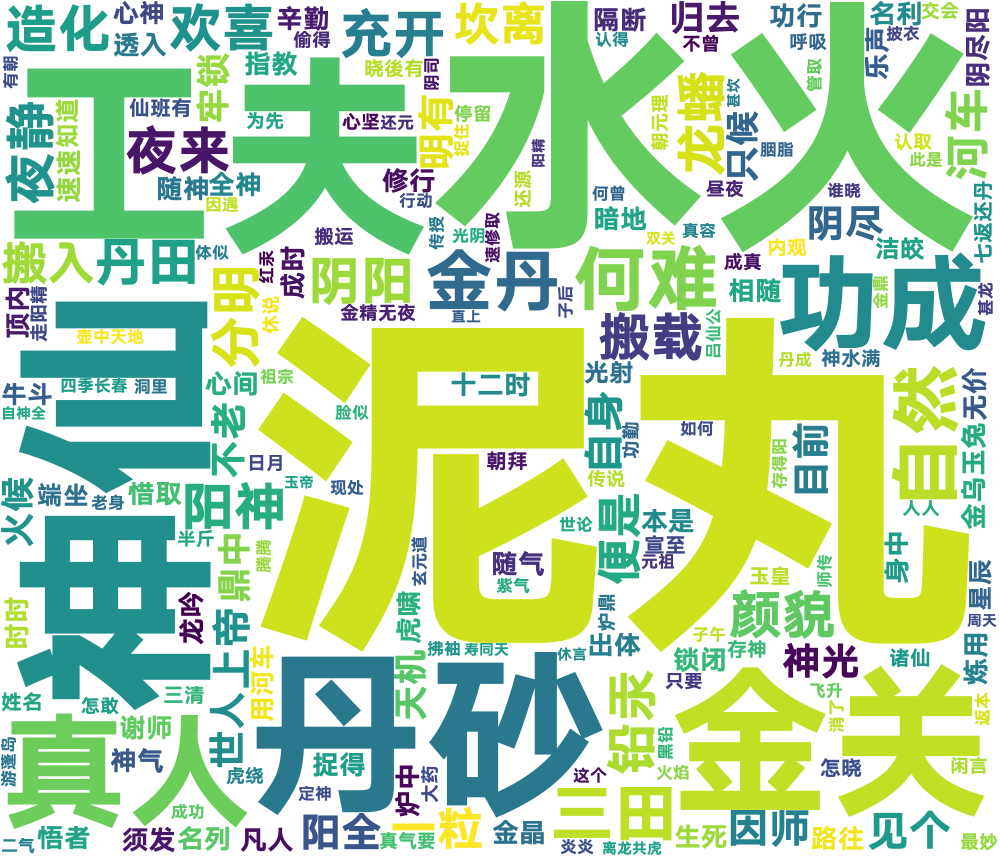 造化
心神
透入
欢喜
辛勤
偷得
充开
坎离
隔断
认得
归去
不曾
功行
呼吸
名利
交会
披衣
乐声
阴尽阳
有朝
工夫
水火
牢锁
指教
晓後有
阴司
仙班有
为先
心坚
还元
明有
捉住
停留
朝元理
龙蟠
甚坎
只候
胭脂
管取
河车
认取
此是
夜静
速速
知道
夜来
随神
全神
因遇
修行
行动
传授
还源
阳精
何曾
昼夜
谁晓
七返还丹
搬入
丹田
体似
搬运
光阴
速修取
暗地
双关
真容
阴尽
内观
洁皎
顶内
走阳精
分明
红汞
成时
休说
阴阳
金精无夜
金丹
直上
子后
何难
成真
祖随
金鼎
功成
甚龙
搬载
吕仙公
壶中天地
神仙
四季长春
洞里
牛斗
自神全
心间
祖宗
不老
脸似
十二时
光射
丹成
神水满
自然
无价
泥丸
自身
功勤
如何
目前
存得阳
金乌玉兔
人人
火候
端坐
老身
惜取
日月
玉帝
现处
朝拜
传说
阳神
世论
便是
本是
宣至
元祖
半斤
鼎中
腾腾
玄元道
随气
紫气
玉皇
师传
身中
星辰
周天
时时
龙吟
上帝
虎啸
拂袖
寿同天
休言
炉鼎
庄体
颜貌
子午
锁闭
存神
神光
诸仙
炼用
姓名
怎敢
三清
世人
用河车
丹砂
天机
铅汞
黑铅
只要
金关
飞升
消了
返本
真人
谢师
神气
游蓬岛
虎绕
捉得
定神
炉中
大药
这个
火焰
怎晓
闲言
二气
悟者
成功
须发
名列
凡人
阳全
真气要
一粒
金晶
三田
炎炎
离龙共虎
生死
因师
路往
见个
最妙